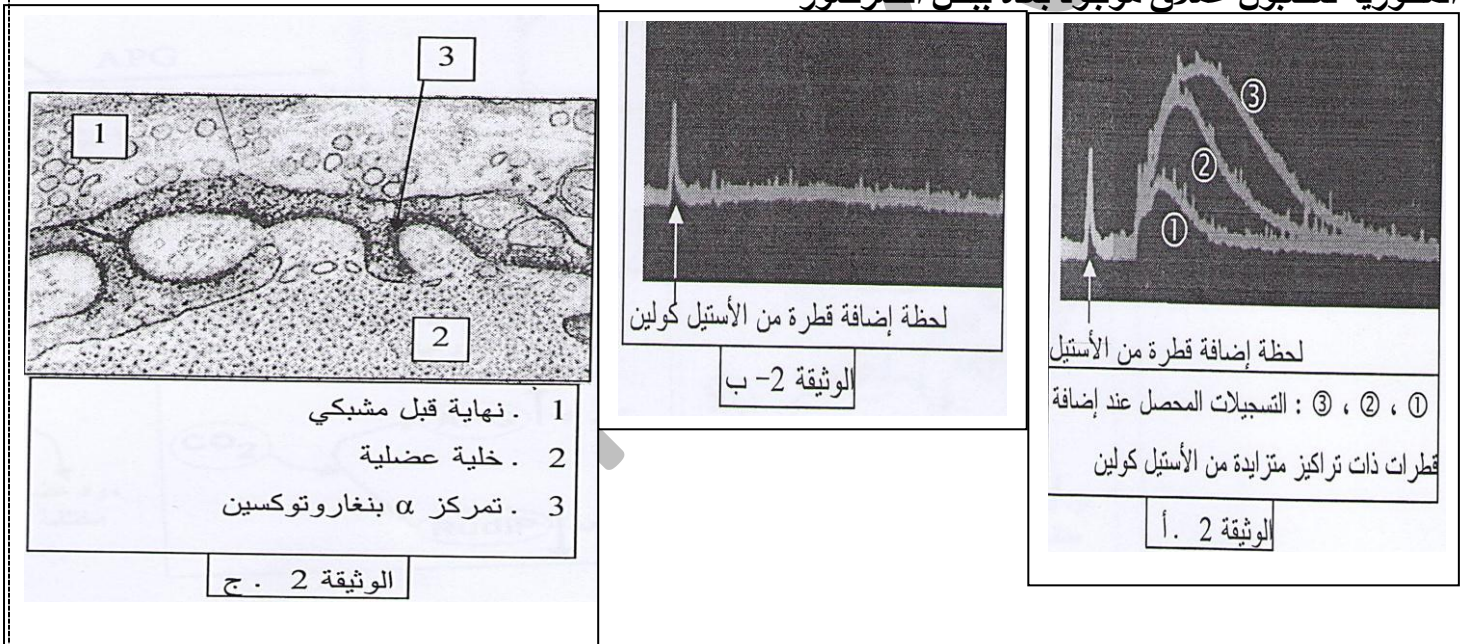 لحظة إضافة قطرة من الأستيل
① ، ② ، ③ : التسجيلات المحصل عند إضافة
قطرات ذات تراكيز متزايدة من الأستيل كولين
الوثيقة 2 . أ
③
②
①
لحظة إضافة قطرة من الأستيل كولين
الوثيقة 2- ب
3
1
2
1 . نهاية قبل مشبكي
2 . خلية عضلية
3 . تمركز α بنغاروتوكسين
الوثيقة 2 . ج